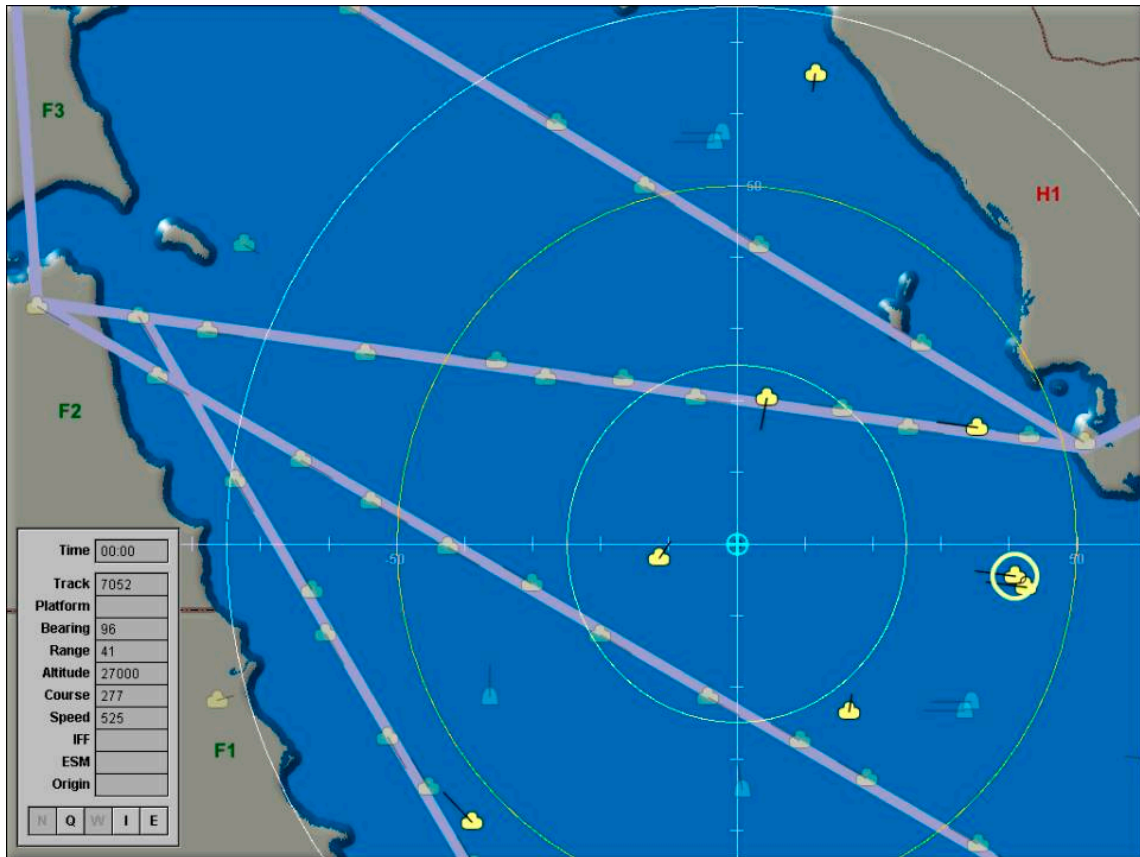 F3
50
H1
F2
-50
50
F1
Time 00:00
Track 7052
Platform
Bearing 96
Range 41
Altitude 27000
Course 277
Speed 525
IFF
ESM
Origin
N Q W I E